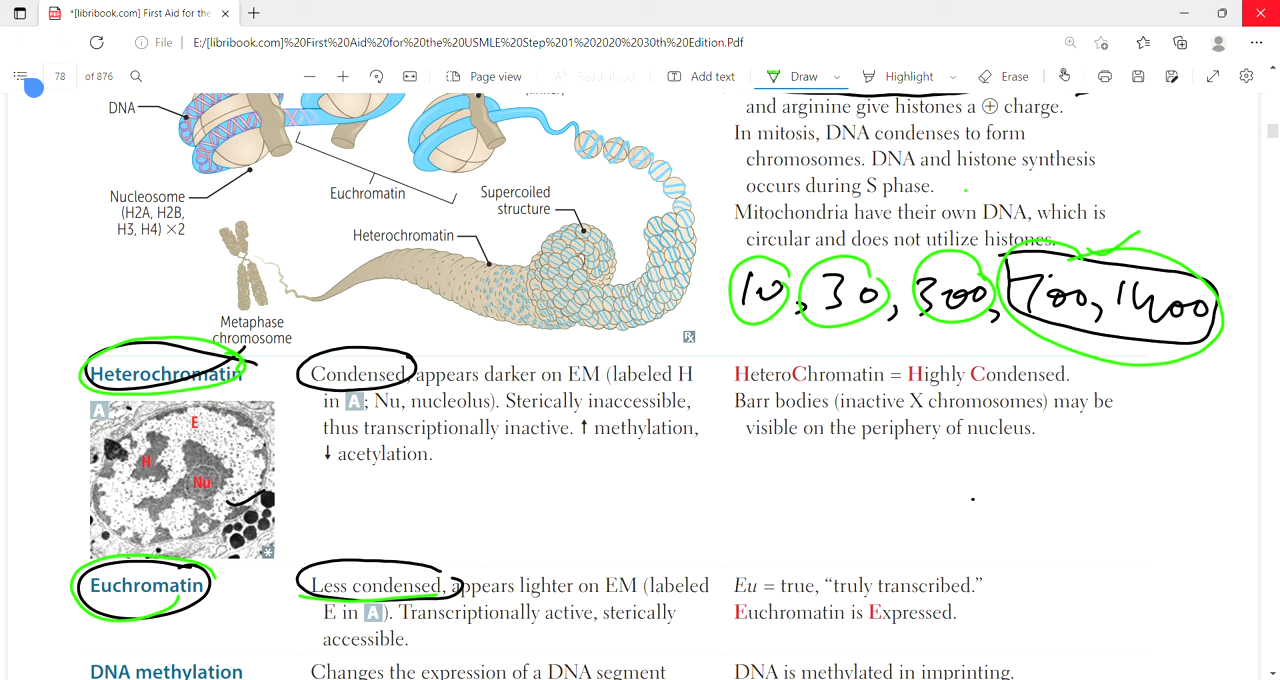 *[libribook.com] First Aid for the
File E:/[libribook.com]%20First%20Aid%20for%20the%20USMLE%20Step%201%202020%2030th%20Edition.Pdf
78 of 876 Page view Read aloud Add text Draw Highlight Erase
DNA
Nucleosome
(H2A, H2B,
H3, H4) ×2
Euchromatin
Supercoiled
structure
Heterochromatin
Metaphase
chromosome
and arginine give histones a ⊕ charge.
In mitosis, DNA condenses to form
chromosomes. DNA and histone synthesis
occurs during S phase.
Mitochondria have their own DNA, which is
circular and does not utilize histones.
10, 30, 300, 700, 1400
Heterochromatin
Condensed, appears darker on EM (labeled H
in A; Nu, nucleolus). Sterically inaccessible,
thus transcriptionally inactive. ↑ methylation,
↓ acetylation.
HeteroChromatin = Highly Condensed.
Barr bodies (inactive X chromosomes) may be
visible on the periphery of nucleus.
A
E
H
Nu
Euchromatin
Less condensed, appears lighter on EM (labeled
E in A). Transcriptionally active, sterically
accessible.
Eu = true, “truly transcribed.”
Euchromatin is Expressed.
DNA methylation
Changes the expression of a DNA segment
DNA is methylated in imprinting.